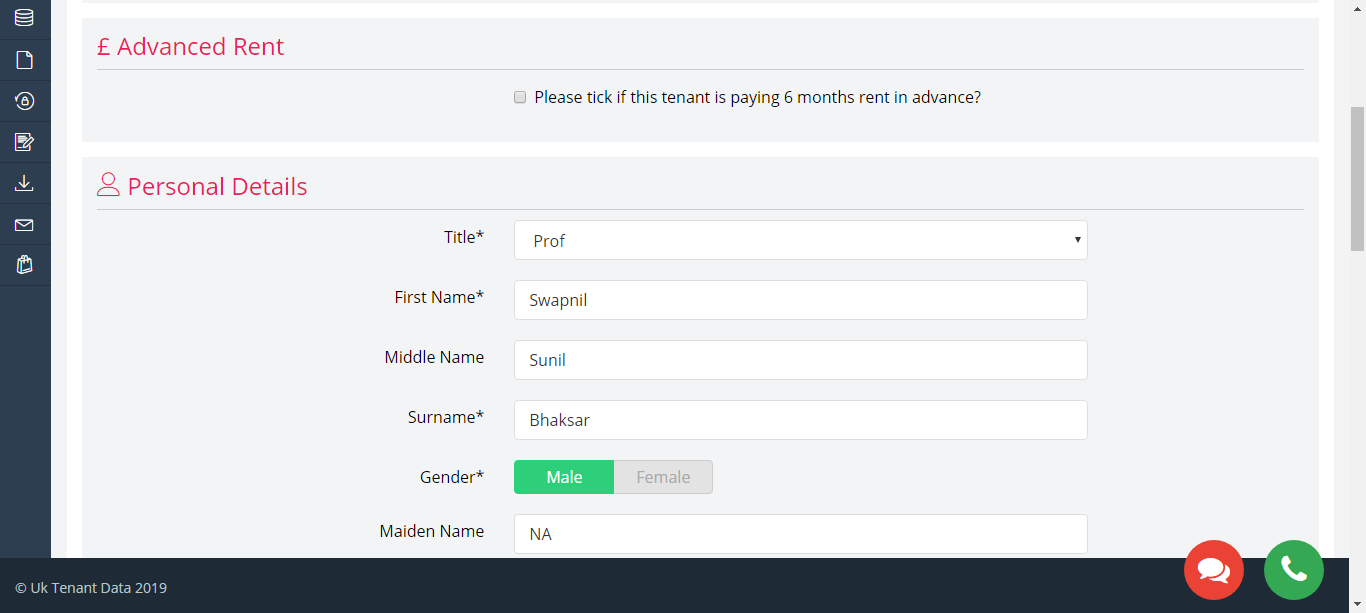 £ Advanced Rent
Please tick if this tenant is paying 6 months rent in advance?
Personal Details
Title* Prof
First Name* Swapnil
Middle Name Sunil
Surname* Bhaksar
Gender* Male Female
Maiden Name NA
© Uk Tenant Data 2019